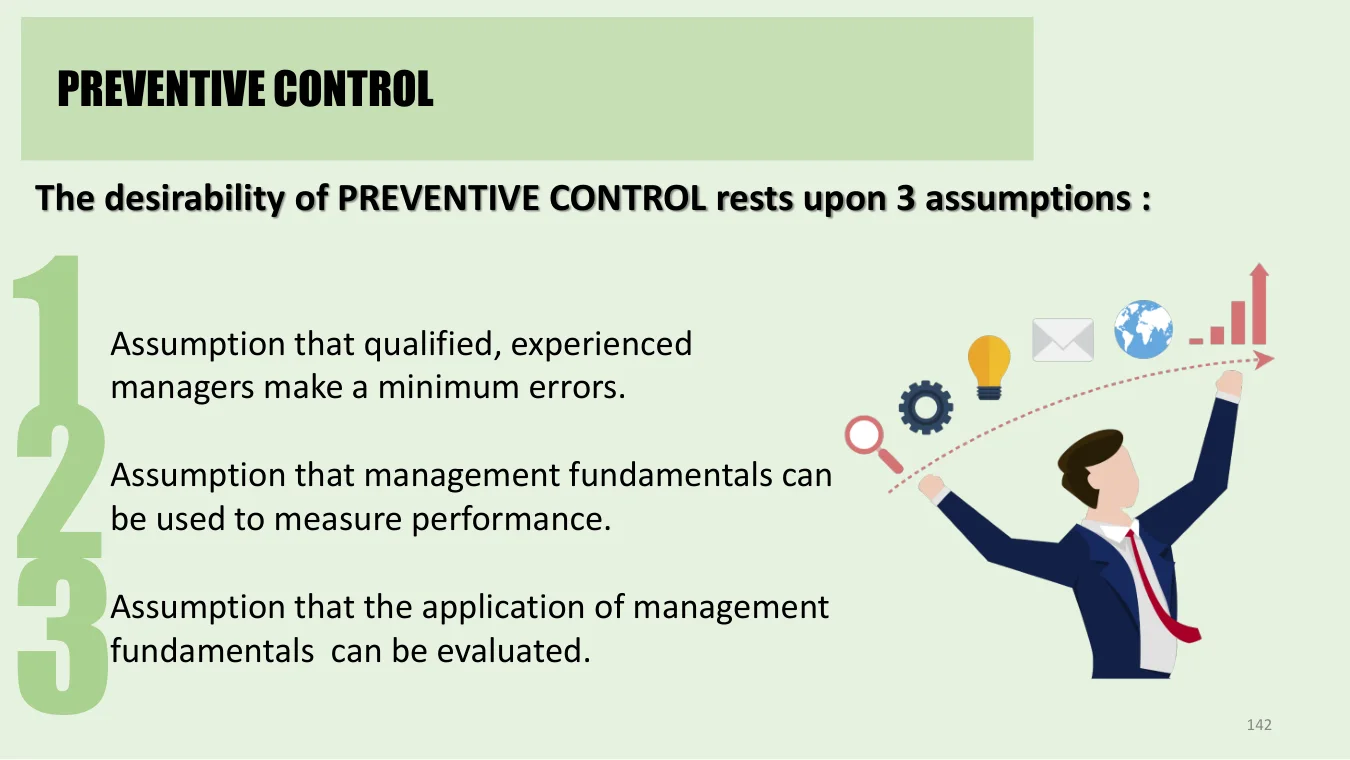 PREVENTIVE CONTROL
The desirability of PREVENTIVE CONTROL rests upon 3 assumptions :
1
Assumption that qualified, experienced
managers make a minimum errors.
2
Assumption that management fundamentals can
be used to measure performance.
3
Assumption that the application of management
fundamentals  can be evaluated.
142